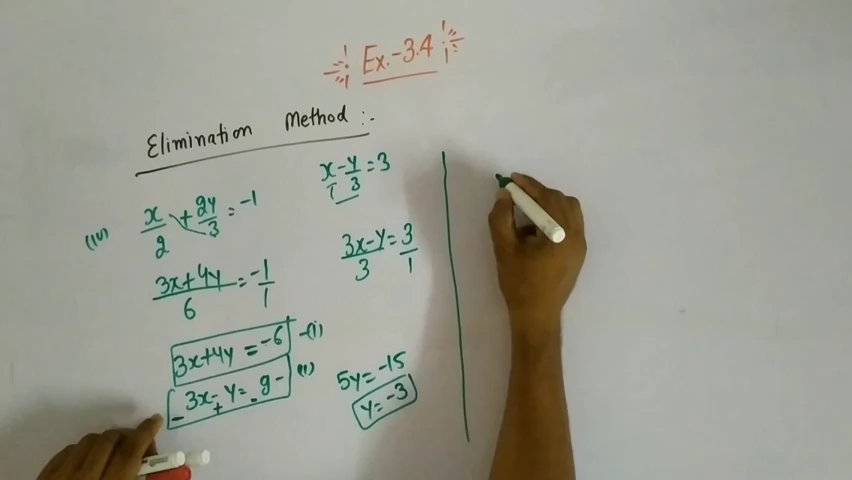 Ex.-3.4
Elimination Method :-
(iv) x/2 + 2y/3 = -1
3x+4y/6 = -1/1
3x+4y = -6 -(i)
3x - y = 9 - (i)
- + -
x/1 - y/3 = 3
3x-y/3 = 3/1
5y = -15
y = -3